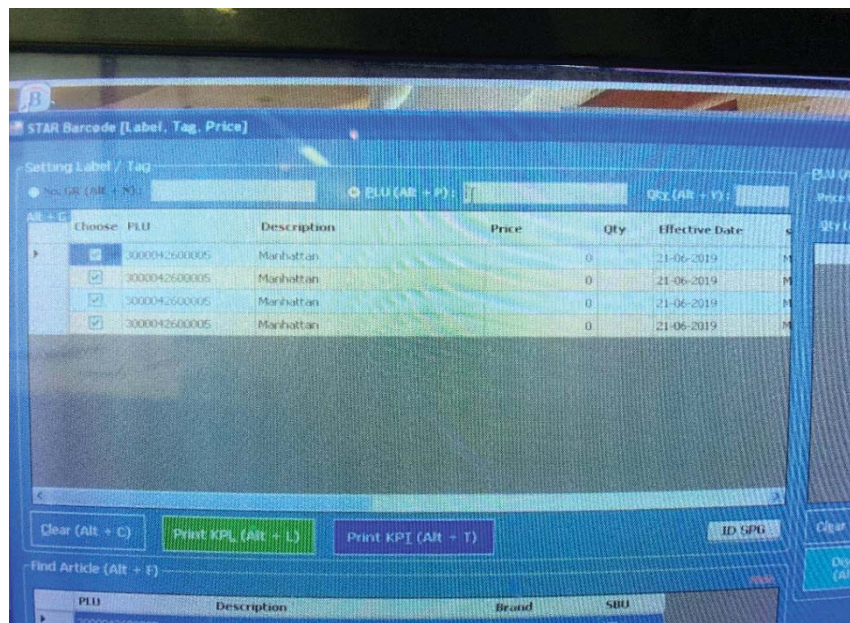 B
STAR Barcode [Label, Tag, Price]
Setting Label / Tag
No. GR (Alt + N) : PLU (Alt + P) : Qty (Alt + Y) :
Alt + G
Choose PLU Description Price Qty Effective Date
3000042600005 Manhattan 0 21-06-2019 M
3000042600005 Manhattan 0 21-06-2019 M
3000042600005 Manhattan 0 21-06-2019 M
3000042600005 Manhattan 0 21-06-2019 M
Clear (Alt + C) Print KPL (Alt + L) Print KPT (Alt + T) ID SPG Clear
Find Article (Alt + F)
PLU Description Brand SBU